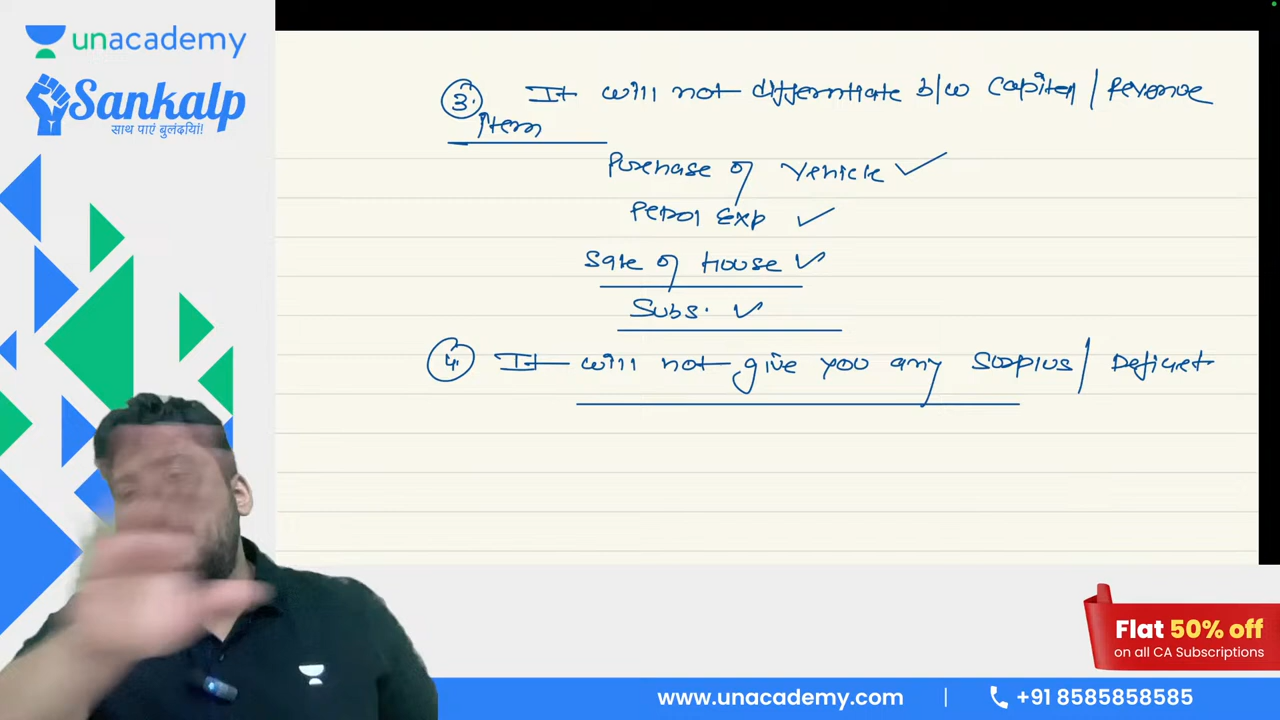 unacademy
Sankalp
साथ पाएं बुलंदियां!
3. It will not differntiate b/w Capital / Revenue
Item
Purchase of Vehicle ✓
Petrol Exp ✓
Sale of House ✓
Subs. ✓
4. It will not give you any Surplus / Deficit
Flat 50% off
on all CA Subscriptions
www.unacademy.com | +91 8585858585